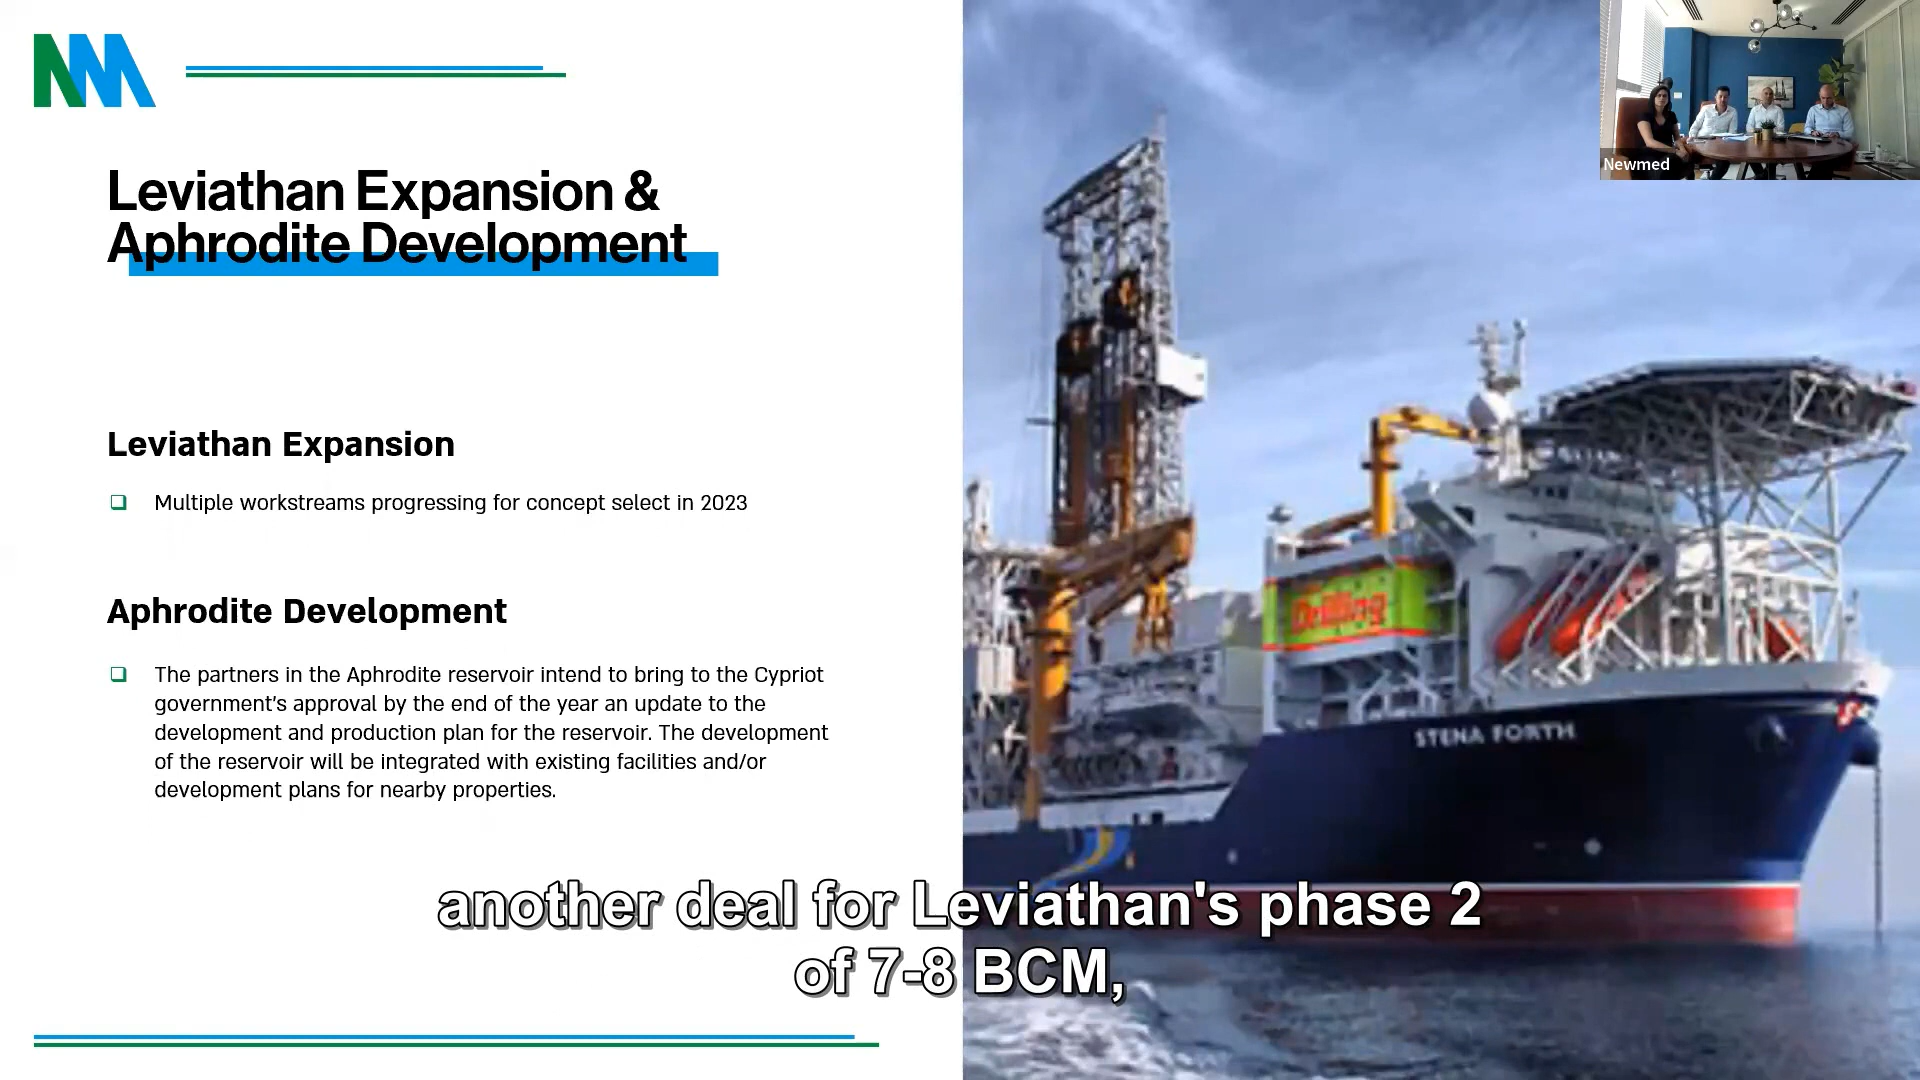 NM
Newmed
Leviathan Expansion &
Aphrodite Development
Leviathan Expansion
Multiple workstreams progressing for concept select in 2023
Aphrodite Development
The partners in the Aphrodite reservoir intend to bring to the Cypriot
government's approval by the end of the year an update to the
development and production plan for the reservoir. The development
of the reservoir will be integrated with existing facilities and/or
development plans for nearby properties.
Drilling
STENA FORTH
another deal for Leviathan's phase 2
of 7-8 BCM,